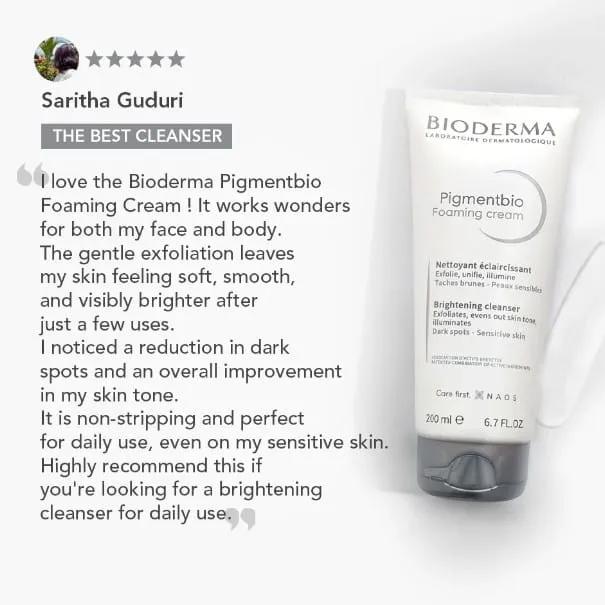 Saritha Guduri
THE BEST CLEANSER
"I love the Bioderma Pigmentbio
Foaming Cream ! It works wonders
for both my face and body.
The gentle exfoliation leaves
my skin feeling soft, smooth,
and visibly brighter after
just a few uses.
I noticed a reduction in dark
spots and an overall improvement
in my skin tone.
It is non-stripping and perfect
for daily use, even on my sensitive skin.
Highly recommend this if
you're looking for a brightening
cleanser for daily use."
BIODERMA
LABORATOIRE DERMATOLOGIQUE
Pigmentbio
Foaming cream
Nettoyant éclaircissant
Exfolie, unifie, illumine
Taches brunes - Peaux sensibles
Brightening cleanser
Exfoliates, evens out skin tone,
illuminates
Dark spots - Sensitive skin
Care first. NAOS
200 ml e 6.7 FL.OZ